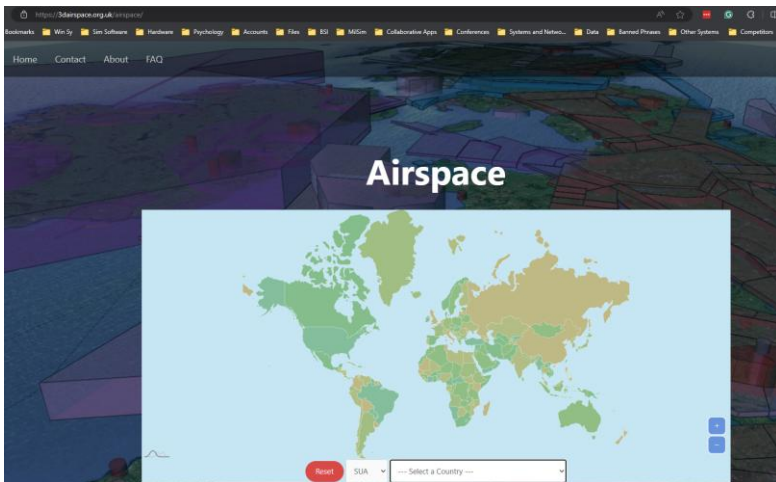 https://3dairspace.org.uk/airspace/
Bookmarks Win Sy Sim Software Hardware Psychology Accounts Files BSI MilSim Collaborative Apps Conferences Systems and Netwo... Data Banned Phrases Other Systems Competitors
Home Contact About FAQ
Airspace
+
−
Reset SUA ---- Select a Country ----